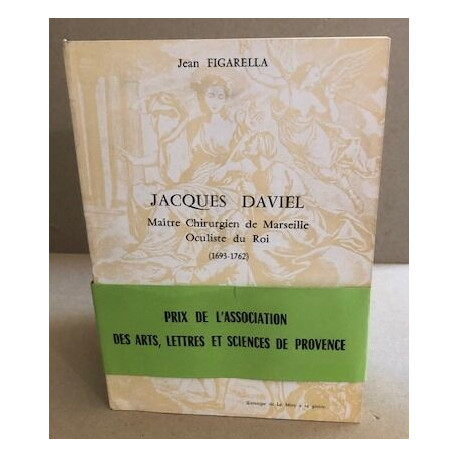 Jean FIGARELLA
JACQUES DAVIEL
Maître Chirurgien de Marseille
Oculiste du Roi
(1693-1762)
PRIX DE L'ASSOCIATION
DES ARTS, LETTRES ET SCIENCES DE PROVENCE